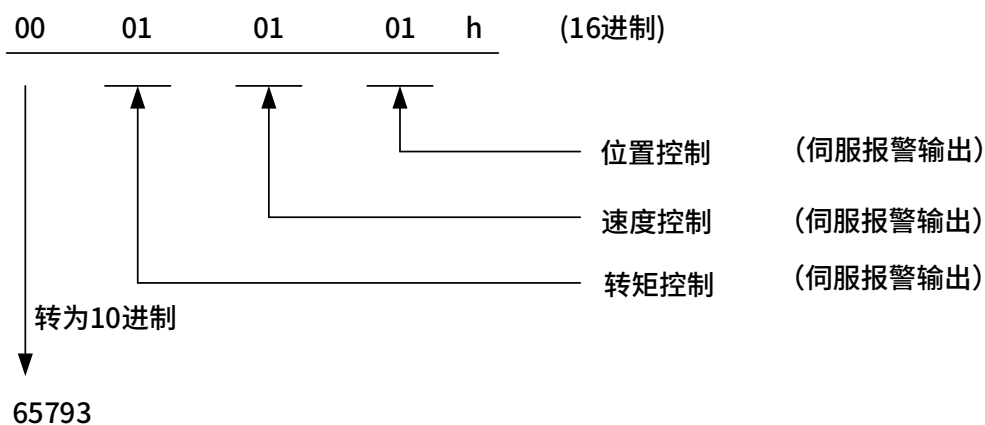 00 01 01 01 h (16进制)
位置控制 （伺服报警输出）
速度控制 （伺服报警输出）
转矩控制 （伺服报警输出）
转为10进制
65793